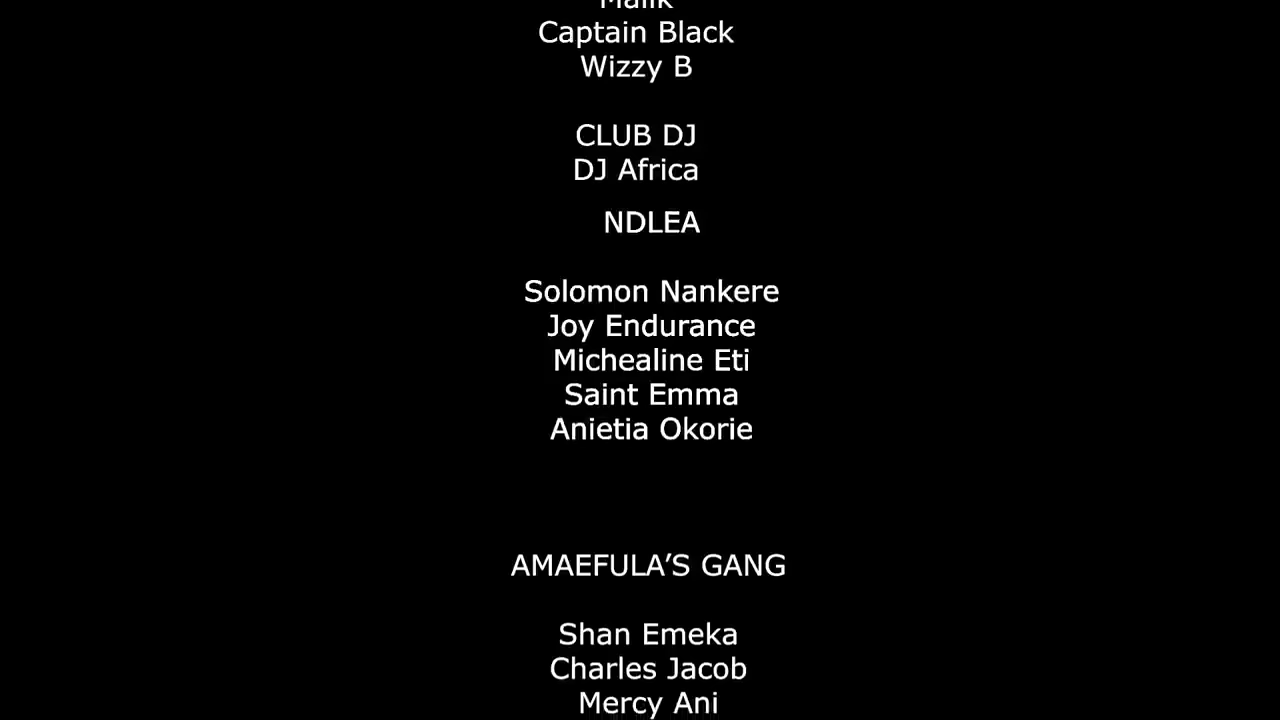 Malik
Captain Black
Wizzy B
CLUB DJ
DJ Africa
NDLEA
Solomon Nankere
Joy Endurance
Michealine Eti
Saint Emma
Anietia Okorie
AMAEFULA’S GANG
Shan Emeka
Charles Jacob
Mercy Ani